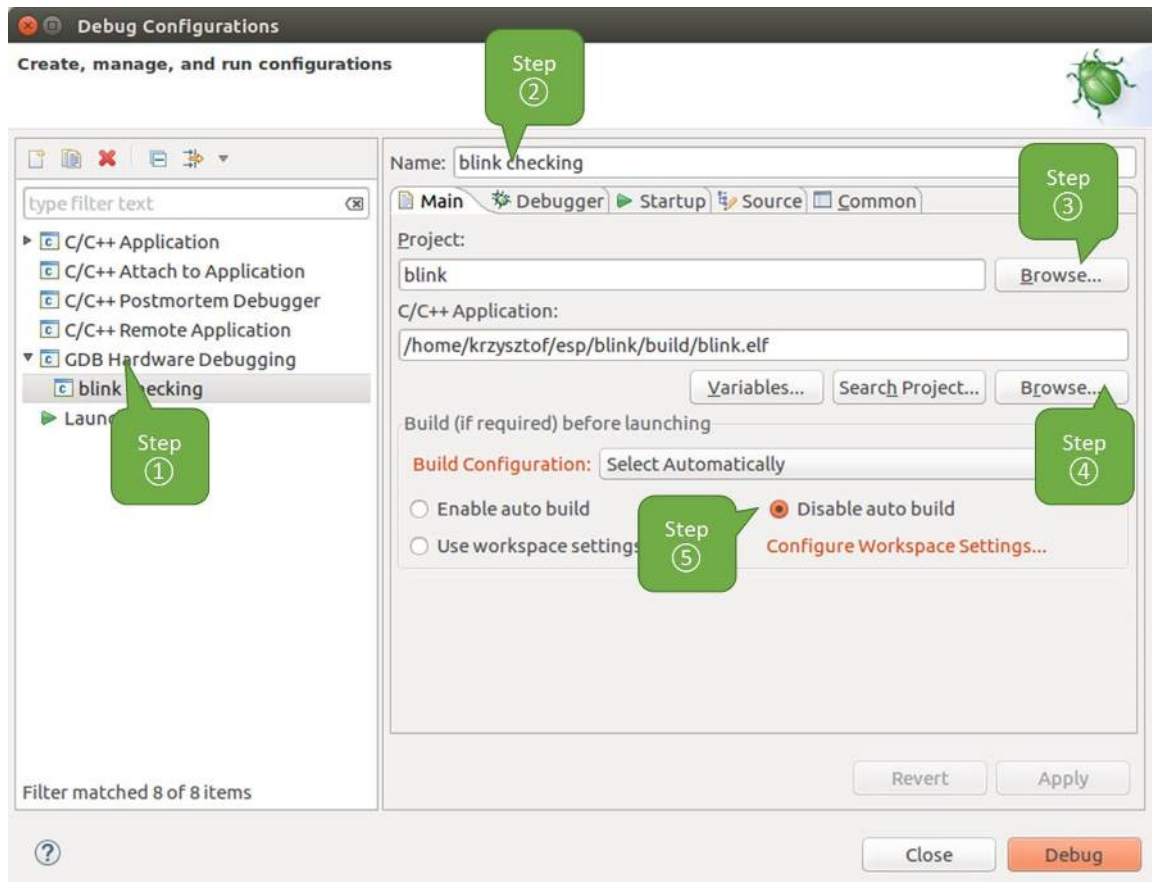 Debug Configurations
Create, manage, and run configurations
Step
②
type filter text
C/C++ Application
C/C++ Attach to Application
C/C++ Postmortem Debugger
C/C++ Remote Application
GDB Hardware Debugging
blink checking
Step
①
Filter matched 8 of 8 items
Name: blink checking
Main Debugger Startup Source Common
Step
③
Project:
blink Browse...
C/C++ Application:
/home/krzysztof/esp/blink/build/blink.elf
Variables... Search Project... Browse...
Step
④
Build (if required) before launching
Build Configuration: Select Automatically
Enable auto build Disable auto build
Step
⑤
Use workspace settings Configure Workspace Settings...
Revert Apply
Close Debug